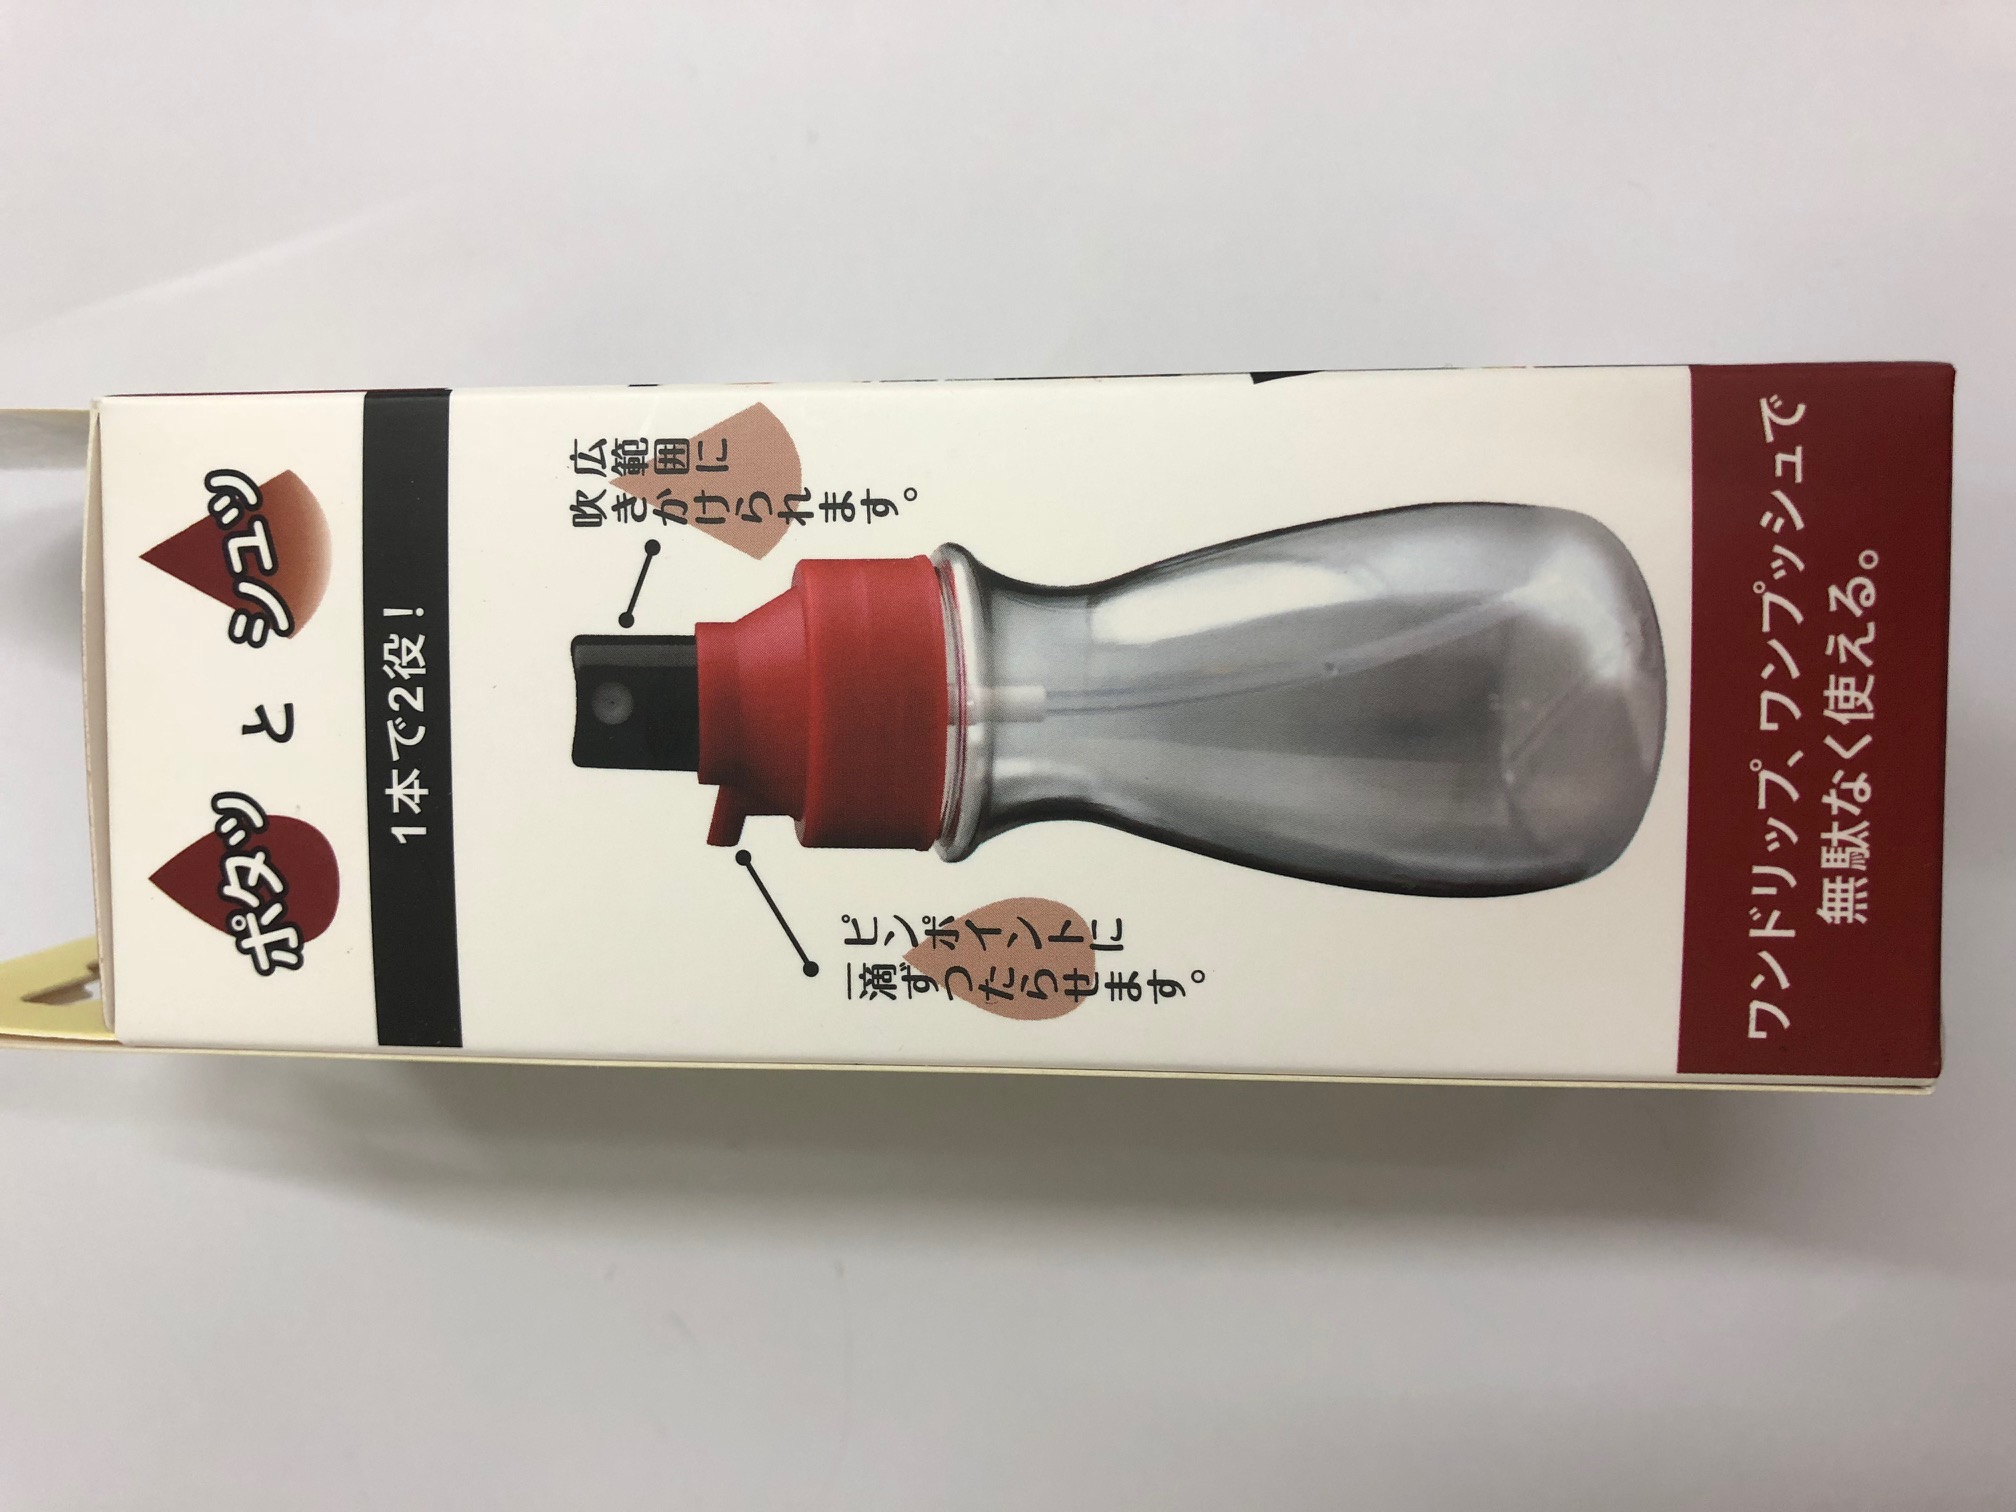 ポタッ と シュッ
1本で2役！
広範囲に
吹きかけられます。
ピンポイントに
一滴ずつたらせます。
ワンドリップ、ワンプッシュで
無駄なく使える。